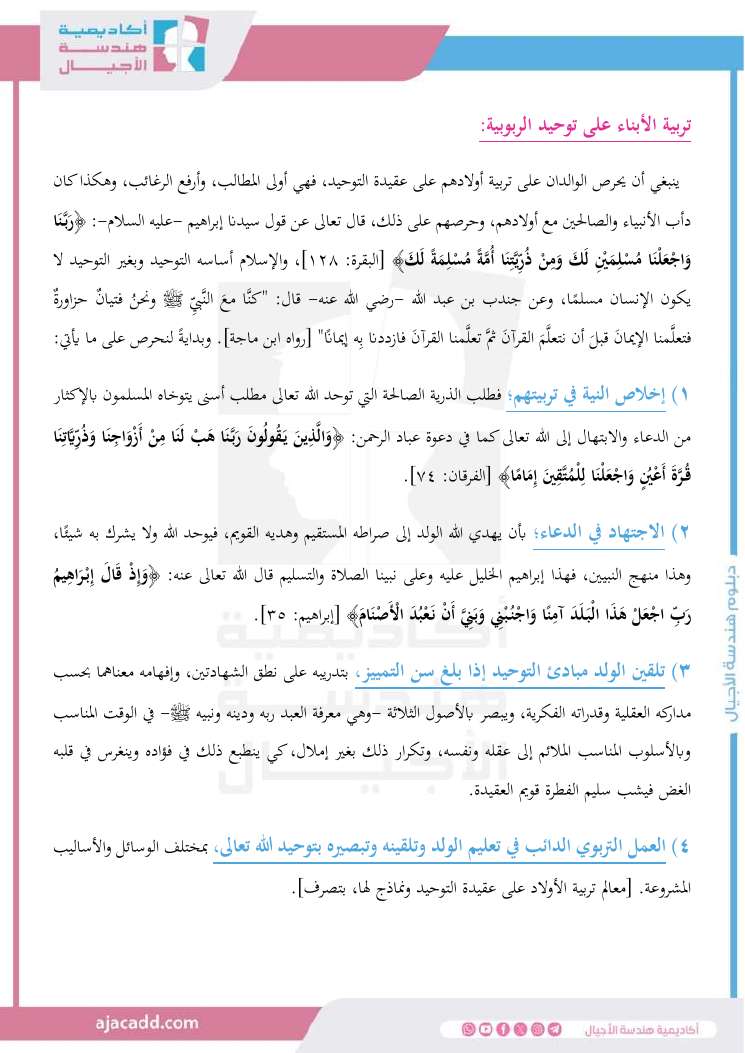 أكاديمية
هندسة
الأجيال
تربية الأبناء على توحيد الربوبية:
ينبغي أن يحرص الوالدان على تربية أولادهم على عقيدة التوحيد، فهي أولى المطالب، وأرفع الرغائب، وهكذا كان
دأب الأنبياء والصالحين مع أولادهم، وحرصهم على ذلك، قال تعالى عن قول سيدنا إبراهيم –عليه السلام–: ﴿رَبَّنَا
وَاجْعَلْنَا مُسْلِمَيْنِ لَكَ وَمِنْ ذُرِّيَّتِنَا أُمَّةً مُسْلِمَةً لَكَ﴾ [البقرة: ١٢٨]، والإسلام أساسه التوحيد وبغير التوحيد لا
يكون الإنسان مسلمًا، وعن جندب بن عبد الله –رضي الله عنه– قال: "كنَّا معَ النَّبيِّ ﷺ ونحنُ فتيانٌ حزاورةٌ
فتعلَّمنا الإيمانَ قبلَ أن نتعلَّمَ القرآنَ ثمَّ تعلَّمنا القرآنَ فازددنا بِه إيمانًا" [رواه ابن ماجة]. وبدايةً لنحرص على ما يأتي:
١) إخلاص النية في تربيتهم؛ فطلب الذرية الصالحة التي توحد الله تعالى مطلب أسنى يتوخاه المسلمون بالإكثار
من الدعاء والابتهال إلى الله تعالى كما في دعوة عباد الرحمن: ﴿وَالَّذِينَ يَقُولُونَ رَبَّنَا هَبْ لَنَا مِنْ أَزْوَاجِنَا وَذُرِّيَّاتِنَا
قُرَّةَ أَعْيُنٍ وَاجْعَلْنَا لِلْمُتَّقِينَ إِمَامًا﴾ [الفرقان: ٧٤].
٢) الاجتهاد في الدعاء؛ بأن يهدي الله الولد إلى صراطه المستقيم وهديه القويم، فيوحد الله ولا يشرك به شيئًا،
وهذا منهج النبيين، فهذا إبراهيم الخليل عليه وعلى نبينا الصلاة والتسليم قال الله تعالى عنه: ﴿وَإِذْ قَالَ إِبْرَاهِيمُ
رَبِّ اجْعَلْ هَذَا الْبَلَدَ آمِنًا وَاجْنُبْنِي وَبَنِيَّ أَنْ نَعْبُدَ الْأَصْنَامَ﴾ [إبراهيم: ٣٥].
٣) تلقين الولد مبادئ التوحيد إذا بلغ سن التمييز، بتدريبه على نطق الشهادتين، وإفهامه معناهما بحسب
مداركه العقلية وقدراته الفكرية، ويبصر بالأصول الثلاثة –وهي معرفة العبد ربه ودينه ونبيه ﷺ– في الوقت المناسب
وبالأسلوب المناسب الملائم إلى عقله ونفسه، وتكرار ذلك بغير إملال، كي ينطبع ذلك في فؤاده وينغرس في قلبه
الغض فيشب سليم الفطرة قويم العقيدة.
٤) العمل التربوي الدائب في تعليم الولد وتلقينه وتبصيره بتوحيد الله تعالى، بمختلف الوسائل والأساليب
المشروعة. [معالم تربية الأولاد على عقيدة التوحيد ونماذج لها، بتصرف].
أكاديمية
هندسة
الأجيال
دبلوم هندسة الأجيال
أكاديمية هندسة الأجيال
ajacadd.com